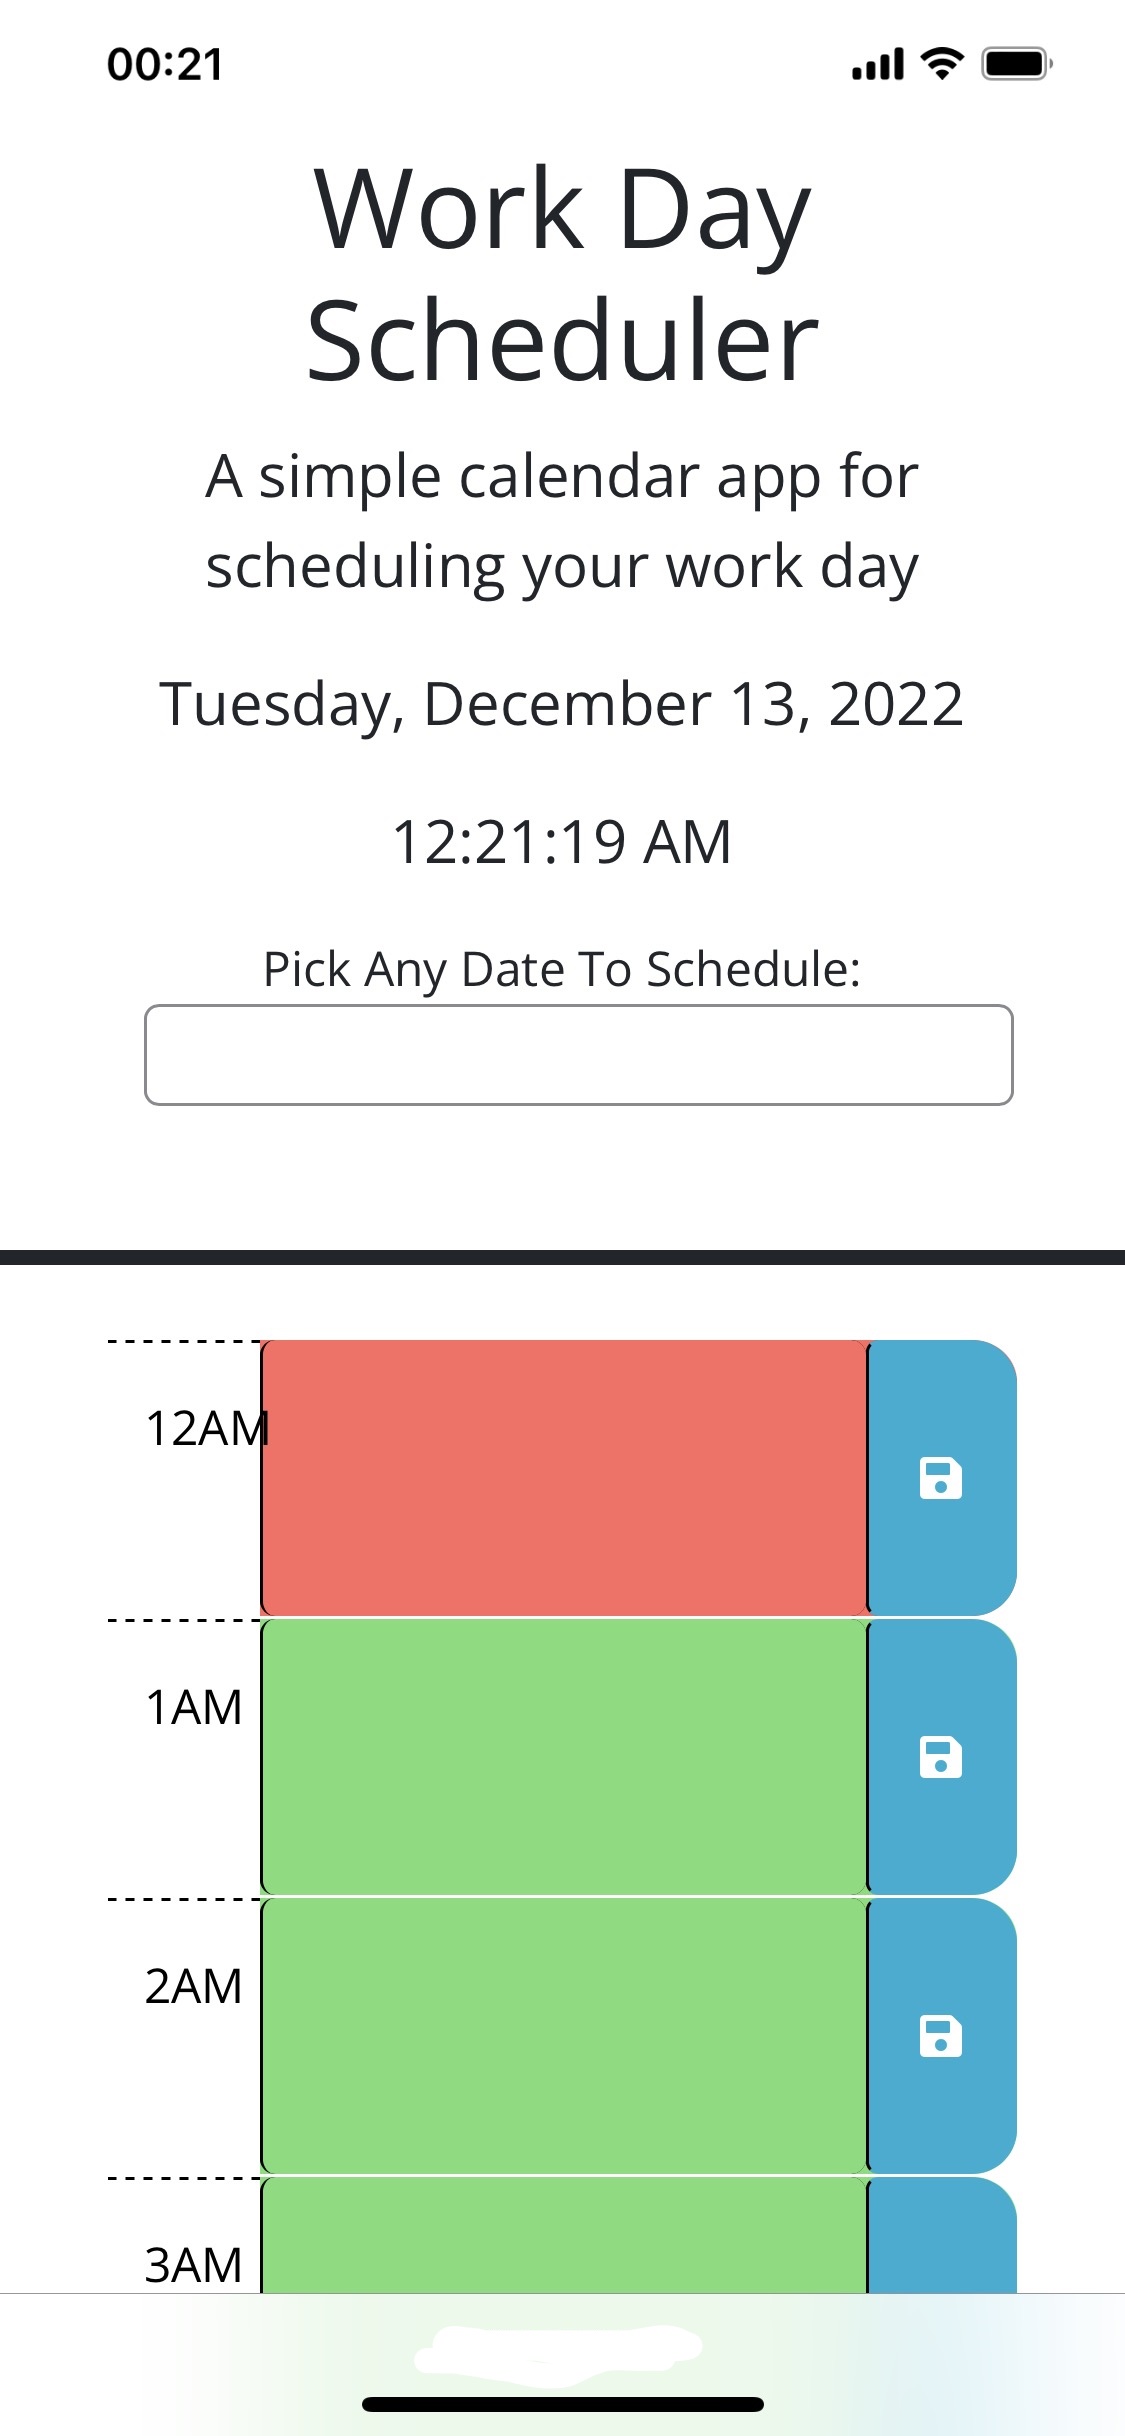 00:21
Work Day
Scheduler
A simple calendar app for
scheduling your work day
Tuesday, December 13, 2022
12:21:19 AM
Pick Any Date To Schedule:
12AM
1AM
2AM
3AM